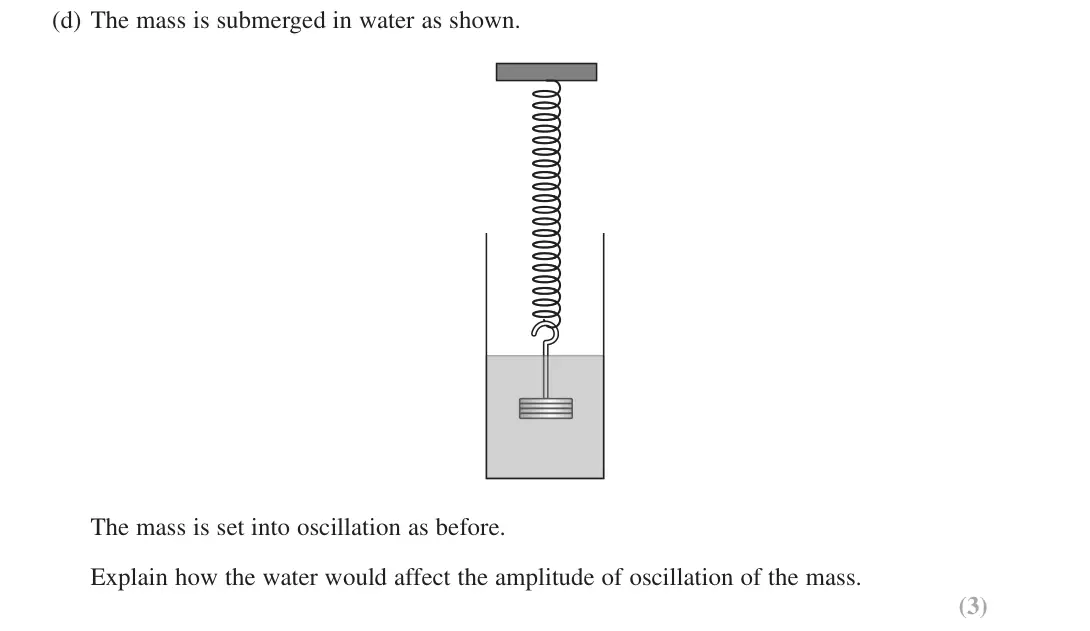 (d) The mass is submerged in water as shown.
The mass is set into oscillation as before.
Explain how the water would affect the amplitude of oscillation of the mass.
(3)